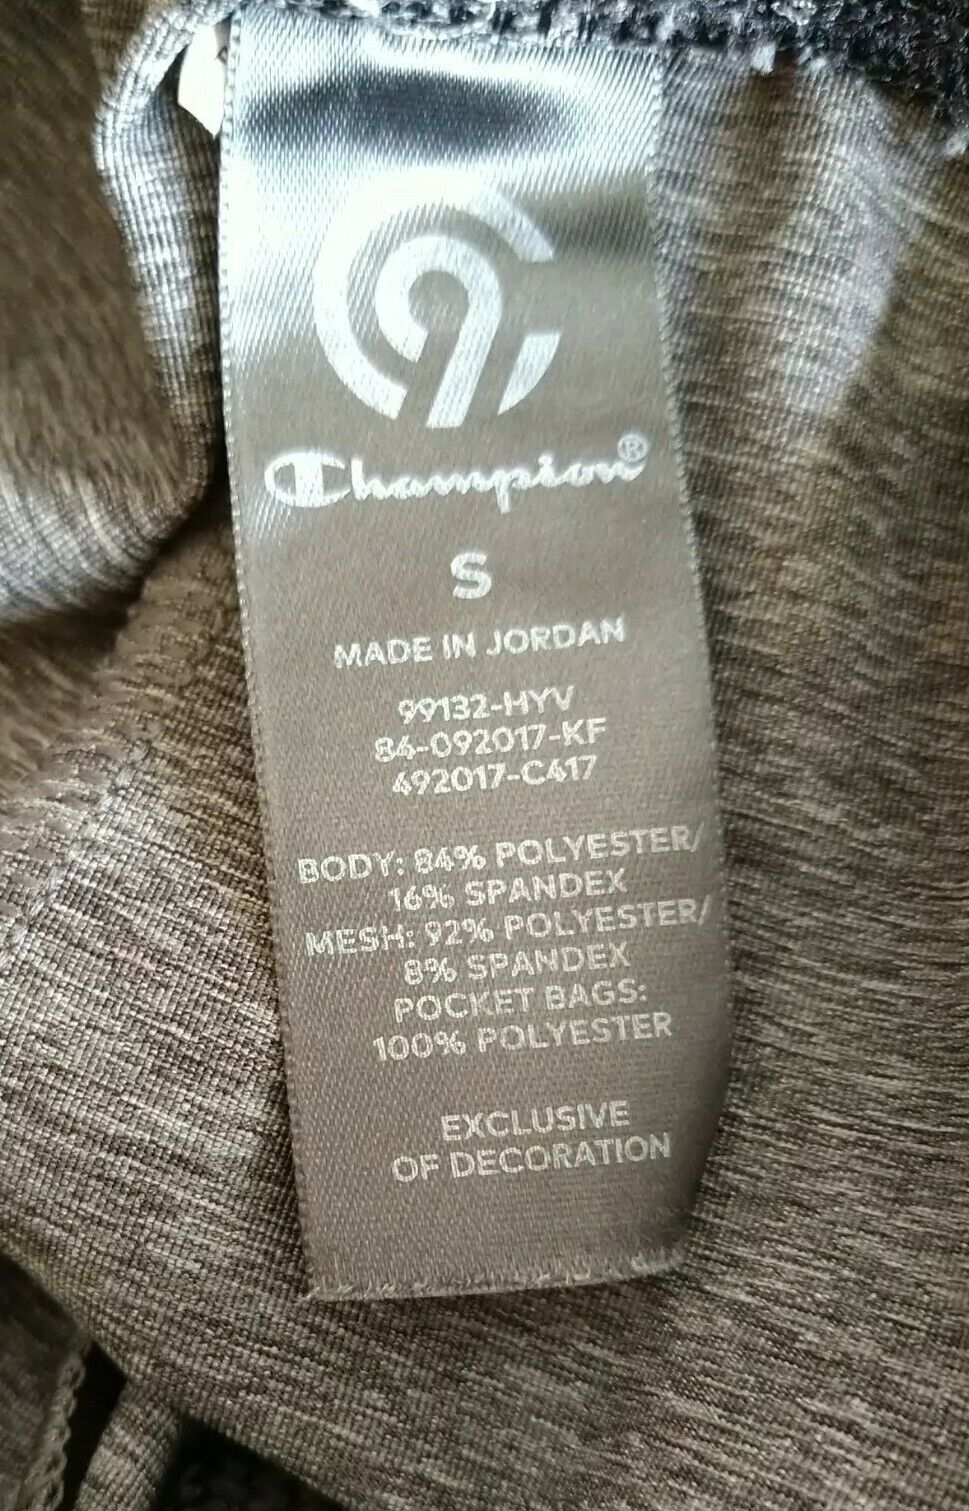 C9
Champion®
S
MADE IN JORDAN
99132-HYV
84-092017-KF
492017-C417
BODY: 84% POLYESTER/
16% SPANDEX
MESH: 92% POLYESTER/
8% SPANDEX
POCKET BAGS:
100% POLYESTER
EXCLUSIVE
OF DECORATION